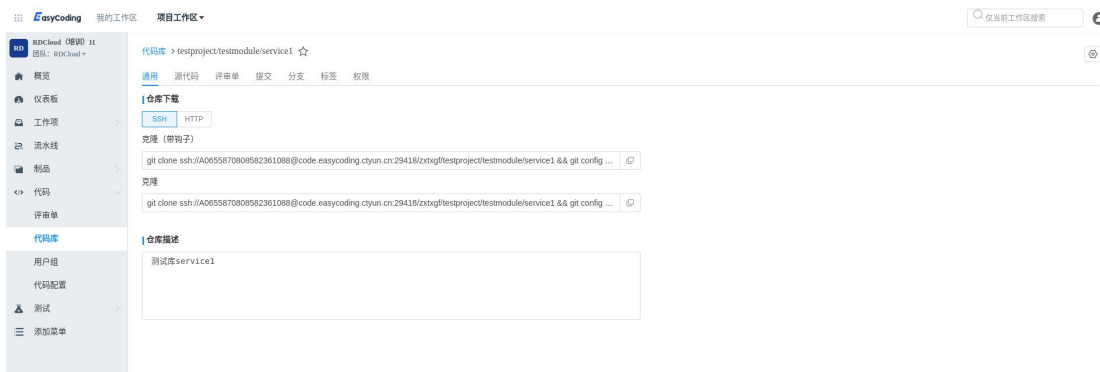 EasyCoding 我的工作区 项目工作区 仅当前工作区搜索
RD RDCloud（培训）11
团队：RDCloud
代码库 > testproject/testmodule/service1
概览
通用 源代码 评审单 提交 分支 标签 权限
仪表板
仓库下载
工作项
SSH HTTP
流水线
克隆（带钩子）
制品
git clone ssh://A0655870808582361088@code.easycoding.ctyun.cn:29418/zxtxgf/testproject/testmodule/service1 && git config ...
代码
克隆
git clone ssh://A0655870808582361088@code.easycoding.ctyun.cn:29418/zxtxgf/testproject/testmodule/service1 && git config ...
评审单
代码库
仓库描述
用户组
测试库service1
代码配置
测试
添加菜单